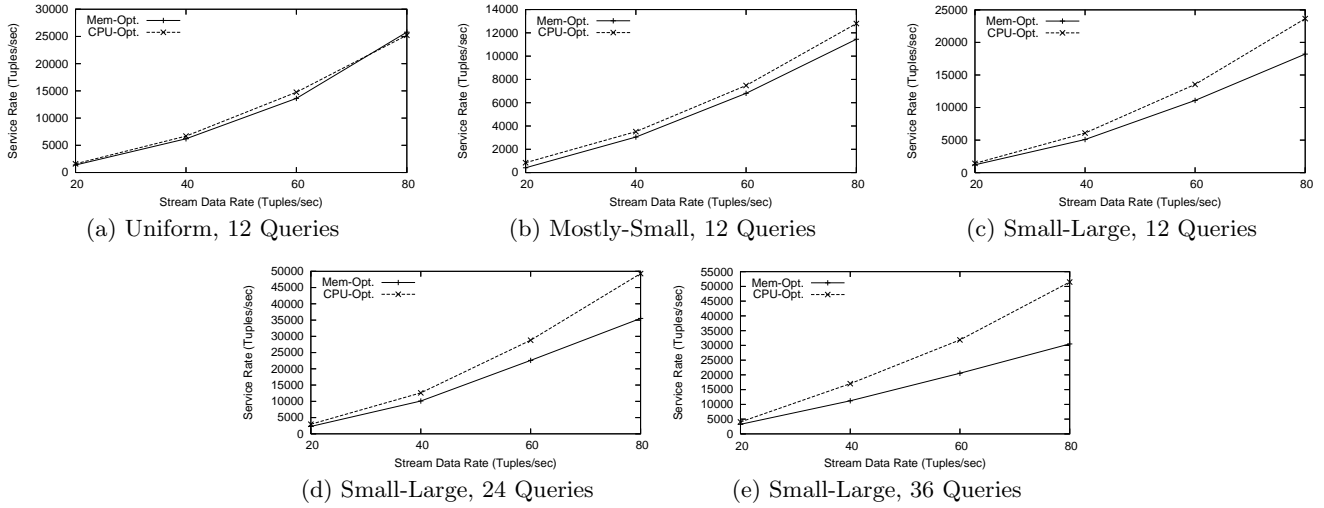 30000
25000
20000
15000
10000
5000
0
Service Rate (Tuples/sec)
Mem-Opt.
CPU-Opt.
20 40 60 80
Stream Data Rate (Tuples/sec)
(a) Uniform, 12 Queries
14000
12000
10000
8000
6000
4000
2000
0
Service Rate (Tuples/sec)
Mem-Opt.
CPU-Opt.
20 40 60 80
Stream Data Rate (Tuples/sec)
(b) Mostly-Small, 12 Queries
25000
20000
15000
10000
5000
0
Service Rate (Tuples/sec)
Mem-Opt.
CPU-Opt.
20 40 60 80
Stream Data Rate (Tuples/sec)
(c) Small-Large, 12 Queries
50000
45000
40000
35000
30000
25000
20000
15000
10000
5000
0
Service Rate (Tuples/sec)
Mem-Opt.
CPU-Opt.
20 40 60 80
Stream Data Rate (Tuples/sec)
(d) Small-Large, 24 Queries
55000
50000
45000
40000
35000
30000
25000
20000
15000
10000
5000
0
Service Rate (Tuples/sec)
Mem-Opt.
CPU-Opt.
20 40 60 80
Stream Data Rate (Tuples/sec)
(e) Small-Large, 36 Queries